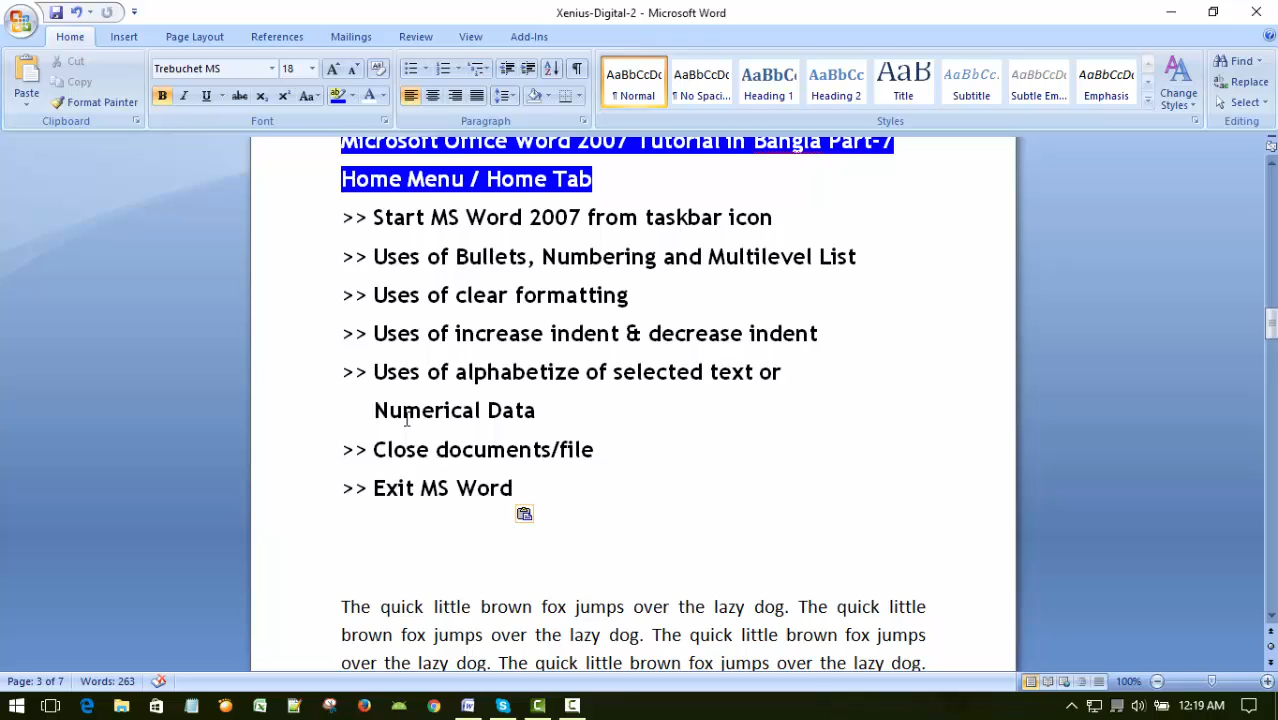 Xenius-Digital-2 - Microsoft Word
Home Insert Page Layout References Mailings Review View Add-Ins
Paste
Cut
Copy
Format Painter
Clipboard
Trebuchet MS 18
B I U abc x₂ x² Aa
Font
Paragraph
AaBbCcDc AaBbCcDc AaBbCc AaBbCc AaB AaBbCc. AaBbCcDc AaBbCcDc
¶ Normal ¶ No Spaci... Heading 1 Heading 2 Title Subtitle Subtle Em... Emphasis
Change Styles
Styles
Find
Replace
Select
Editing
Microsoft Office Word 2007 Tutorial in Bangla Part-7
Home Menu / Home Tab
>> Start MS Word 2007 from taskbar icon
>> Uses of Bullets, Numbering and Multilevel List
>> Uses of clear formatting
>> Uses of increase indent & decrease indent
>> Uses of alphabetize of selected text or
Numerical Data
>> Close documents/file
>> Exit MS Word
The quick little brown fox jumps over the lazy dog. The quick little
brown fox jumps over the lazy dog. The quick little brown fox jumps
over the lazy dog. The quick little brown fox jumps over the lazy dog.
Page: 3 of 7 Words: 263 100%
12:19 AM